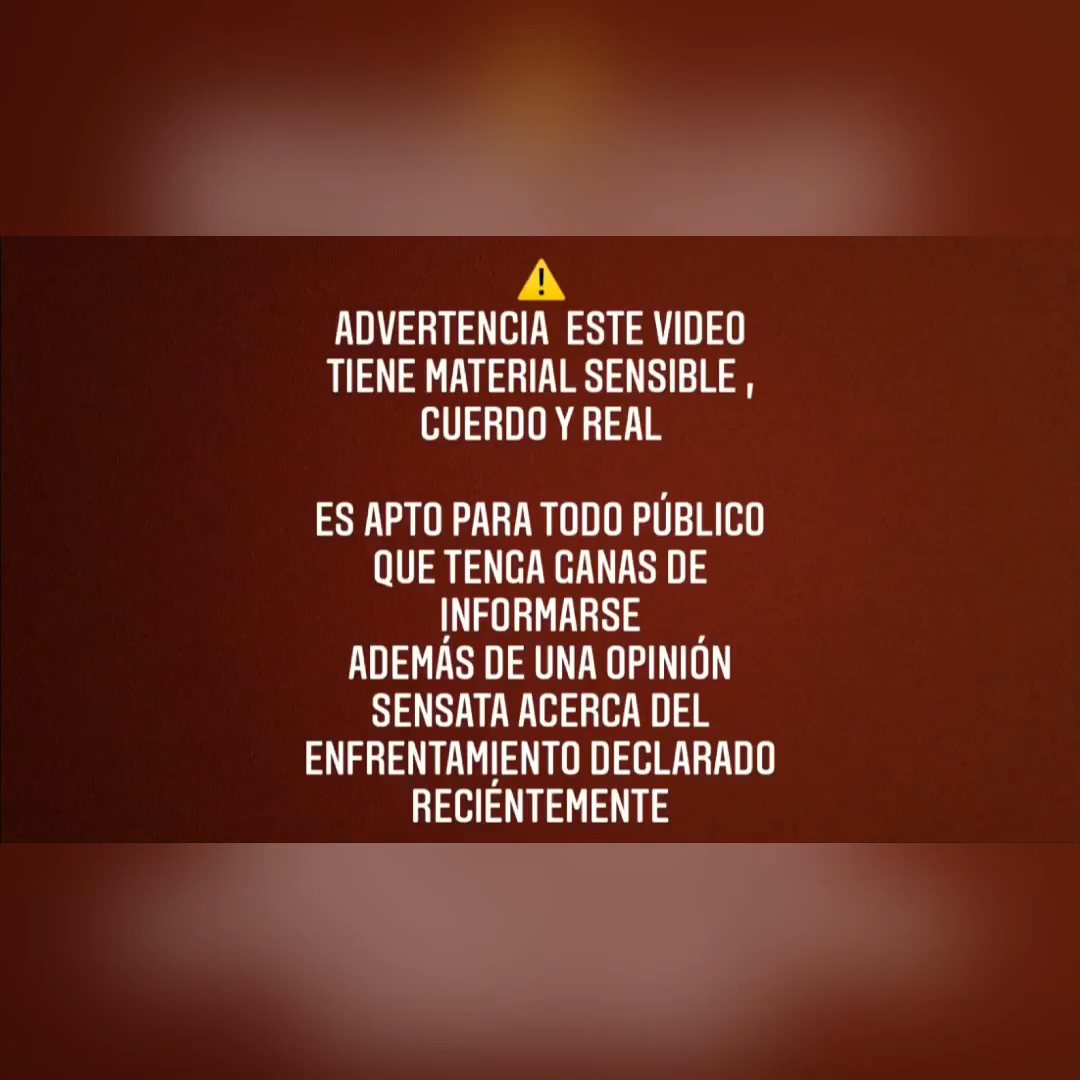 ADVERTENCIA ESTE VIDEO
TIENE MATERIAL SENSIBLE ,
CUERDO Y REAL
ES APTO PARA TODO PÚBLICO
QUE TENGA GANAS DE
INFORMARSE
ADEMÁS DE UNA OPINIÓN
SENSATA ACERCA DEL
ENFRENTAMIENTO DECLARADO
RECIÉNTEMENTE